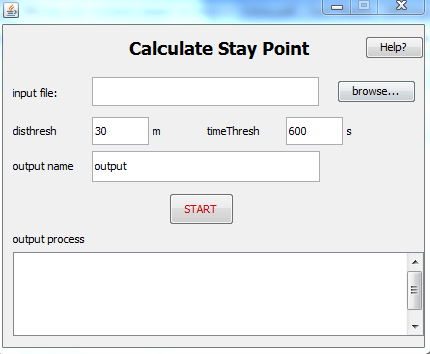 Calculate Stay Point
Help?
input file:
browse...
disthresh 30 m timeThresh 600 s
output name output
START
output process